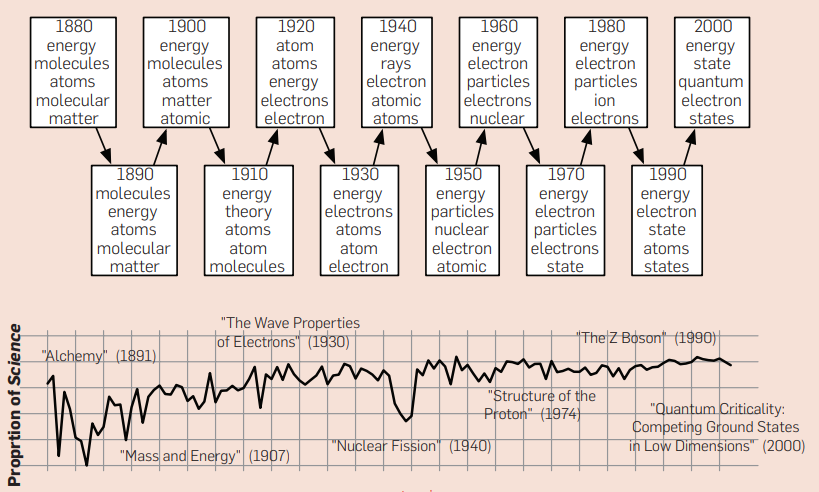 1880
energy
molecules
atoms
molecular
matter
1890
molecules
energy
atoms
molecular
matter
1900
energy
molecules
atoms
matter
atomic
1910
energy
theory
atoms
atom
molecules
1920
atom
atoms
energy
electrons
electron
1930
energy
electrons
atoms
atom
electron
1940
energy
rays
electron
atomic
atoms
1950
energy
particles
nuclear
electron
atomic
1960
energy
electron
particles
electrons
nuclear
1970
energy
electron
particles
electrons
state
1980
energy
electron
particles
ion
electrons
1990
energy
electron
state
atoms
states
2000
energy
state
quantum
electron
states
Proprtion of Science
"Alchemy" (1891)
"Mass and Energy" (1907)
"The Wave Properties
of Electrons" (1930)
"Nuclear Fission" (1940)
"Structure of the
Proton" (1974)
"The Z Boson" (1990)
"Quantum Criticality:
Competing Ground States
in Low Dimensions" (2000)